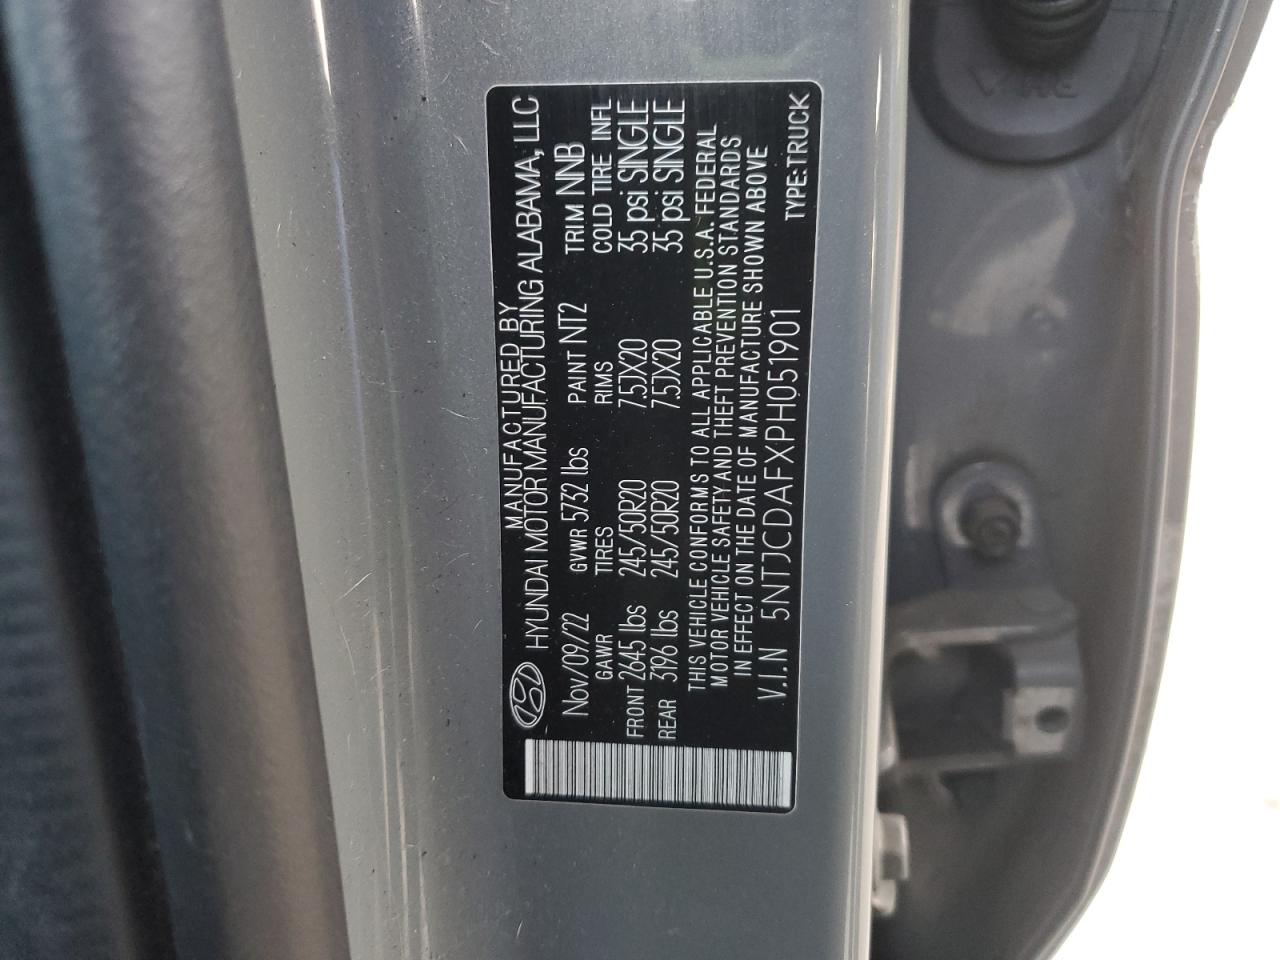 MANUFACTURED BY
HYUNDAI MOTOR MANUFACTURING ALABAMA, LLC
Nov/09/22 GVWR 5732 lbs PAINT NT2 TRIM NNB
GAWR TIRES RIMS COLD TIRE INFL
FRONT 2645 lbs 245/50R20 7.5JX20 35 psi SINGLE
REAR 3196 lbs 245/50R20 7.5JX20 35 psi SINGLE
THIS VEHICLE CONFORMS TO ALL APPLICABLE U.S.A. FEDERAL
MOTOR VEHICLE SAFETY AND THEFT PREVENTION STANDARDS
IN EFFECT ON THE DATE OF MANUFACTURE SHOWN ABOVE
V.I.N 5NTJCDAFXPH051901 TYPE:TRUCK